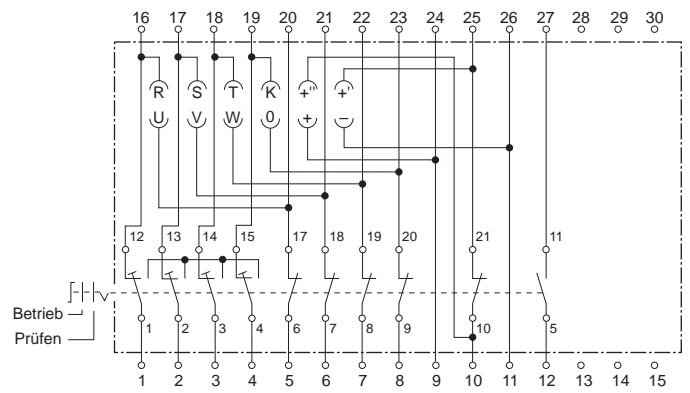 16 17 18 19 20 21 22 23 24 25 26 27 28 29 30
R S T K +" +'
U V W 0 + –
12 13 14 15 17 18 19 20 21 11
Betrieb
1 2 3 4 6 7 8 9 10 5
Prüfen
1 2 3 4 5 6 7 8 9 10 11 12 13 14 15